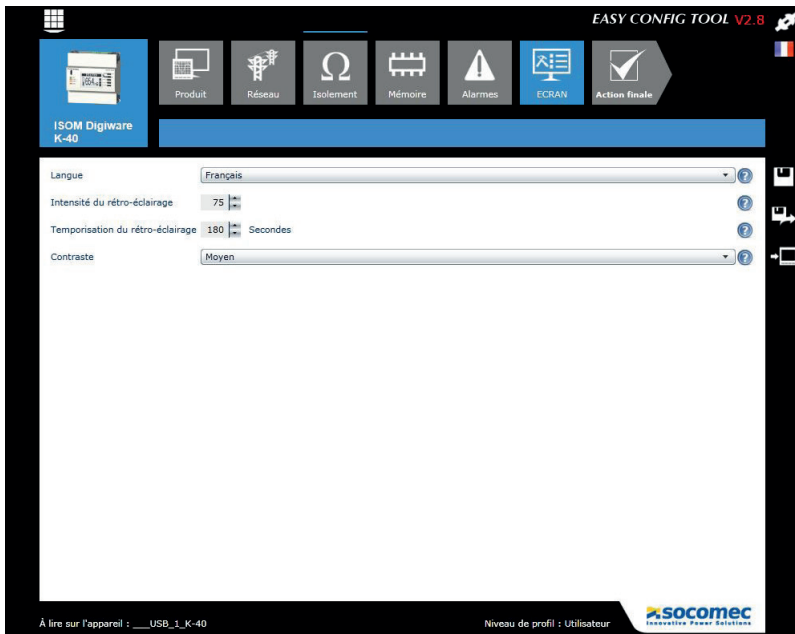 EASY CONFIG TOOL V2.8
Produit
Réseau
Isolement
Mémoire
Alarmes
ECRAN
Action finale
ISOM Digiware
K-40
Langue
Français
Intensité du rétro-éclairage
75
Temporisation du rétro-éclairage
180
Secondes
Contraste
Moyen
À lire sur l'appareil : ___USB_1_K-40
Niveau de profil : Utilisateur
socomec
Innovative Power Solutions